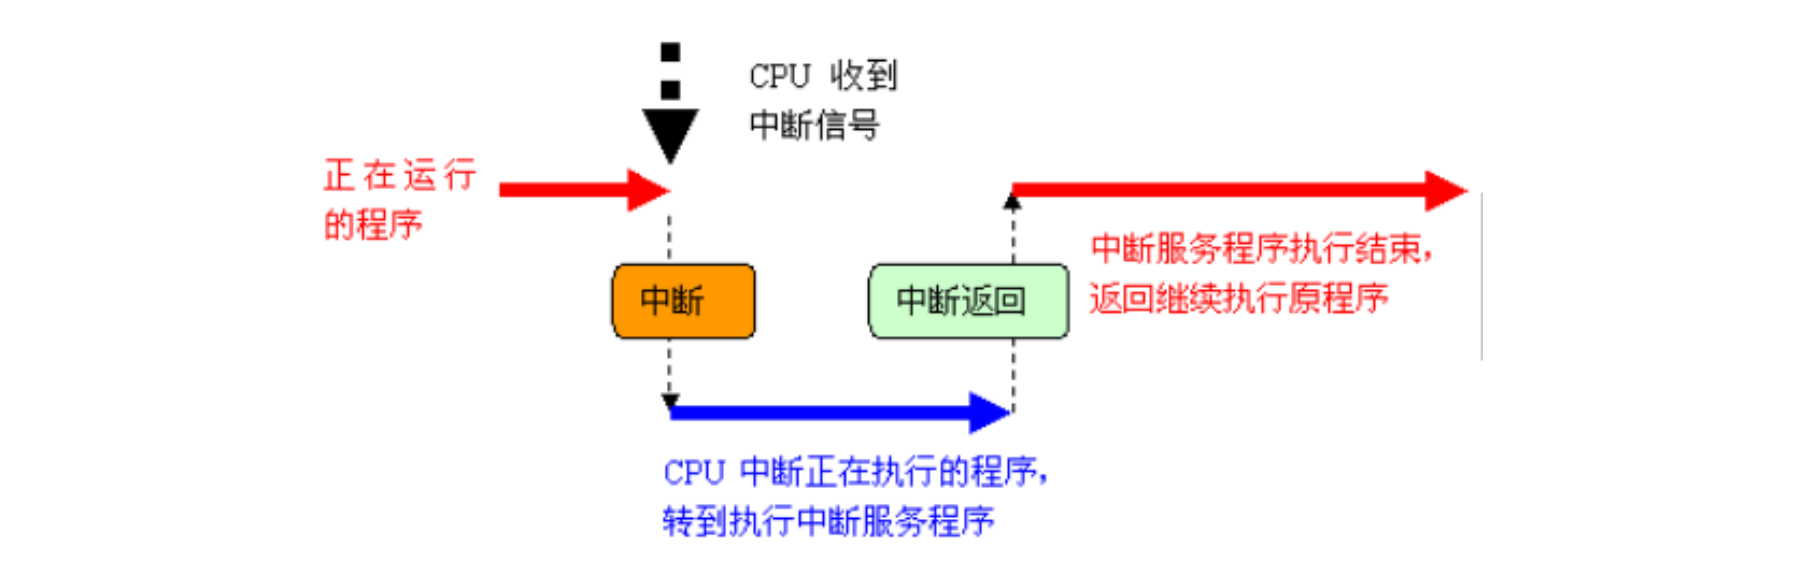 CPU 收到
中断信号
正在运行
的程序
中断
中断返回
中断服务程序执行结束,
返回继续执行原程序
CPU 中断正在执行的程序,
转到执行中断服务程序